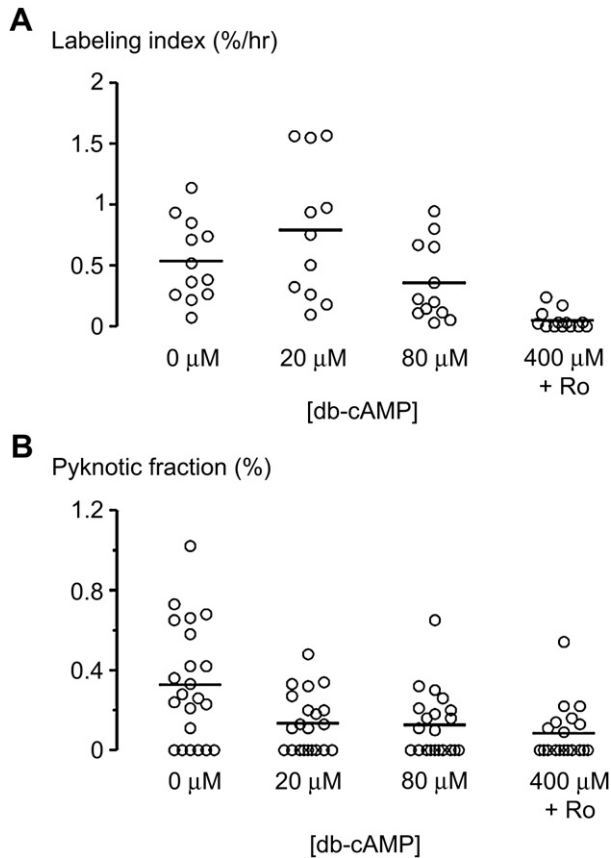 A
Labeling index (%/hr)
2
1.5
1
0.5
0
0 μM 20 μM 80 μM 400 μM
+ Ro
[db-cAMP]
B
Pyknotic fraction (%)
1.2
0.8
0.4
0
0 μM 20 μM 80 μM 400 μM
+ Ro
[db-cAMP]